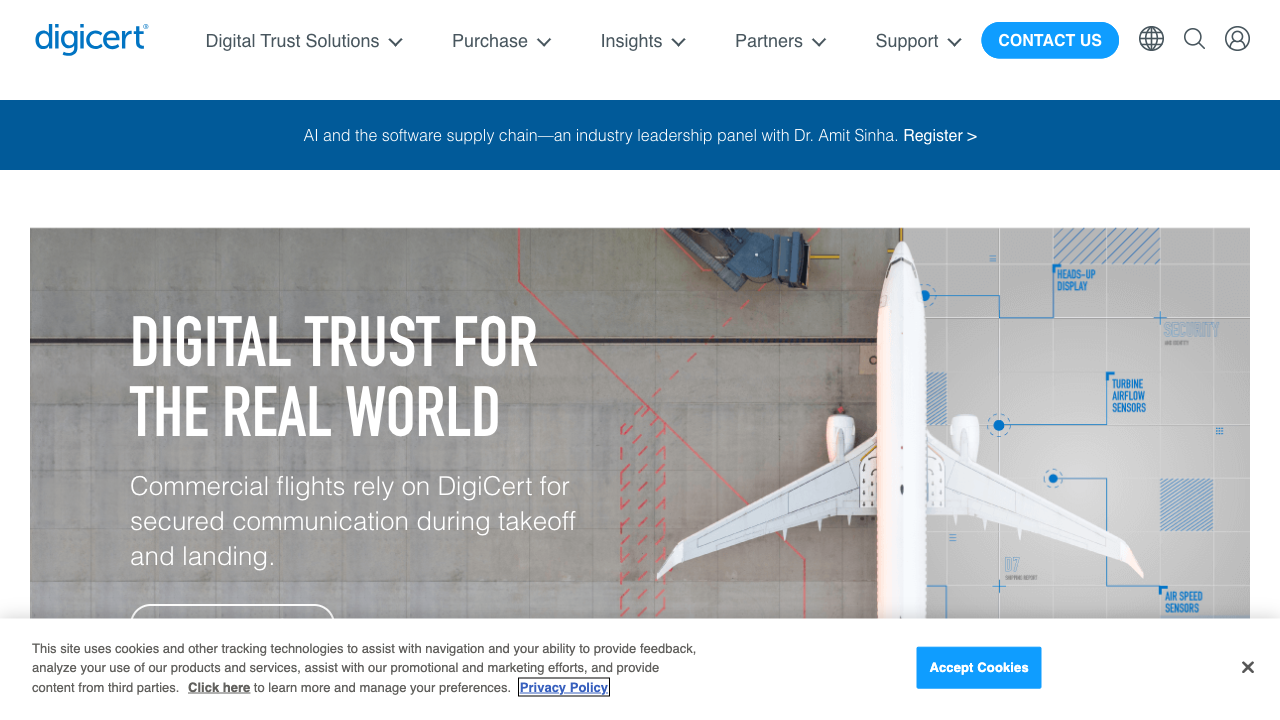 digicert®
Digital Trust Solutions
Purchase
Insights
Partners
Support
CONTACT US
AI and the software supply chain—an industry leadership panel with Dr. Amit Sinha. Register >
DIGITAL TRUST FOR
THE REAL WORLD
Commercial flights rely on DigiCert for
secured communication during takeoff
and landing.
HEADS-UP
DISPLAY
SECURITY
AND IDENTITY
TURBINE
AIRFLOW
SENSORS
D7
AIR SPEED
SENSORS
This site uses cookies and other tracking technologies to assist with navigation and your ability to provide feedback,
analyze your use of our products and services, assist with our promotional and marketing efforts, and provide
content from third parties. Click here to learn more and manage your preferences. Privacy Policy
Accept Cookies